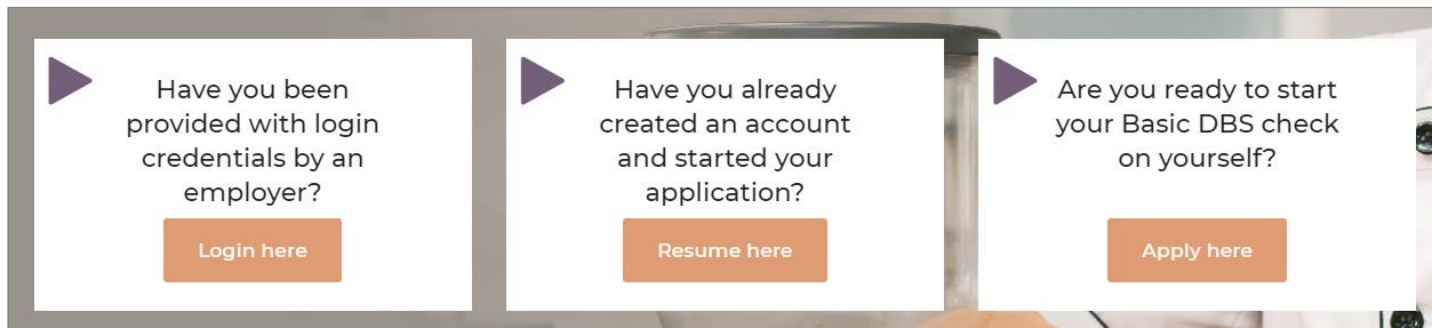 Have you been
provided with login
credentials by an
employer?
Login here
Have you already
created an account
and started your
application?
Resume here
Are you ready to start
your Basic DBS check
on yourself?
Apply here